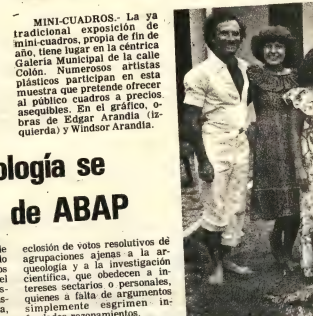 MINI-CUADROS.- La ya
tradicional exposición de
mini-cuadros, propia de fin de
año, tiene lugar en la céntrica
Galería Municipal de la calle
Colón. Numerosos artistas
plásticos participan en esta
muestra que pretende ofrecer
al público cuadros a precios.
asequibles. En el gráfico, o-
bras de Edgar Arandia (iz-
quierda) y Windsor Arandia.
ología se
de ABAP
eclosión de votos resolutivos de
agrupaciones ajenas a la ar-
queología y a la investigación
científica, que obedecen a in-
tereses sectarios o personales,
quienes a falta de argumentos
simplemente esgrimen in-
razonamientos.